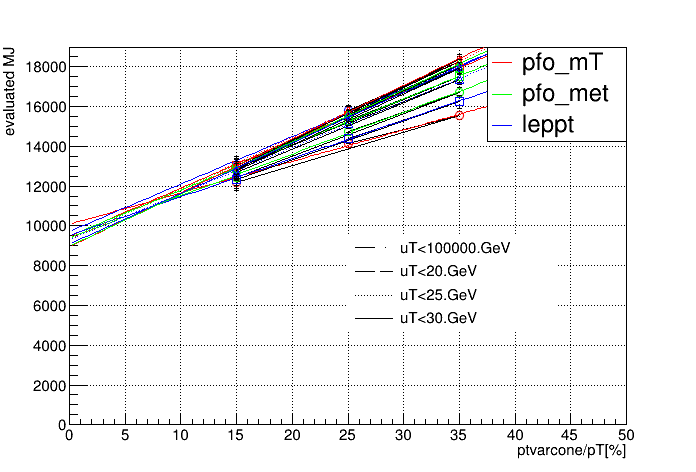 evaluated MJ
18000
16000
14000
12000
10000
8000
6000
4000
2000
0
pfo_mT
pfo_met
leppt
uT<100000.GeV
uT<20.GeV
uT<25.GeV
uT<30.GeV
0 5 10 15 20 25 30 35 40 45 50
ptvarcone/pT[%]